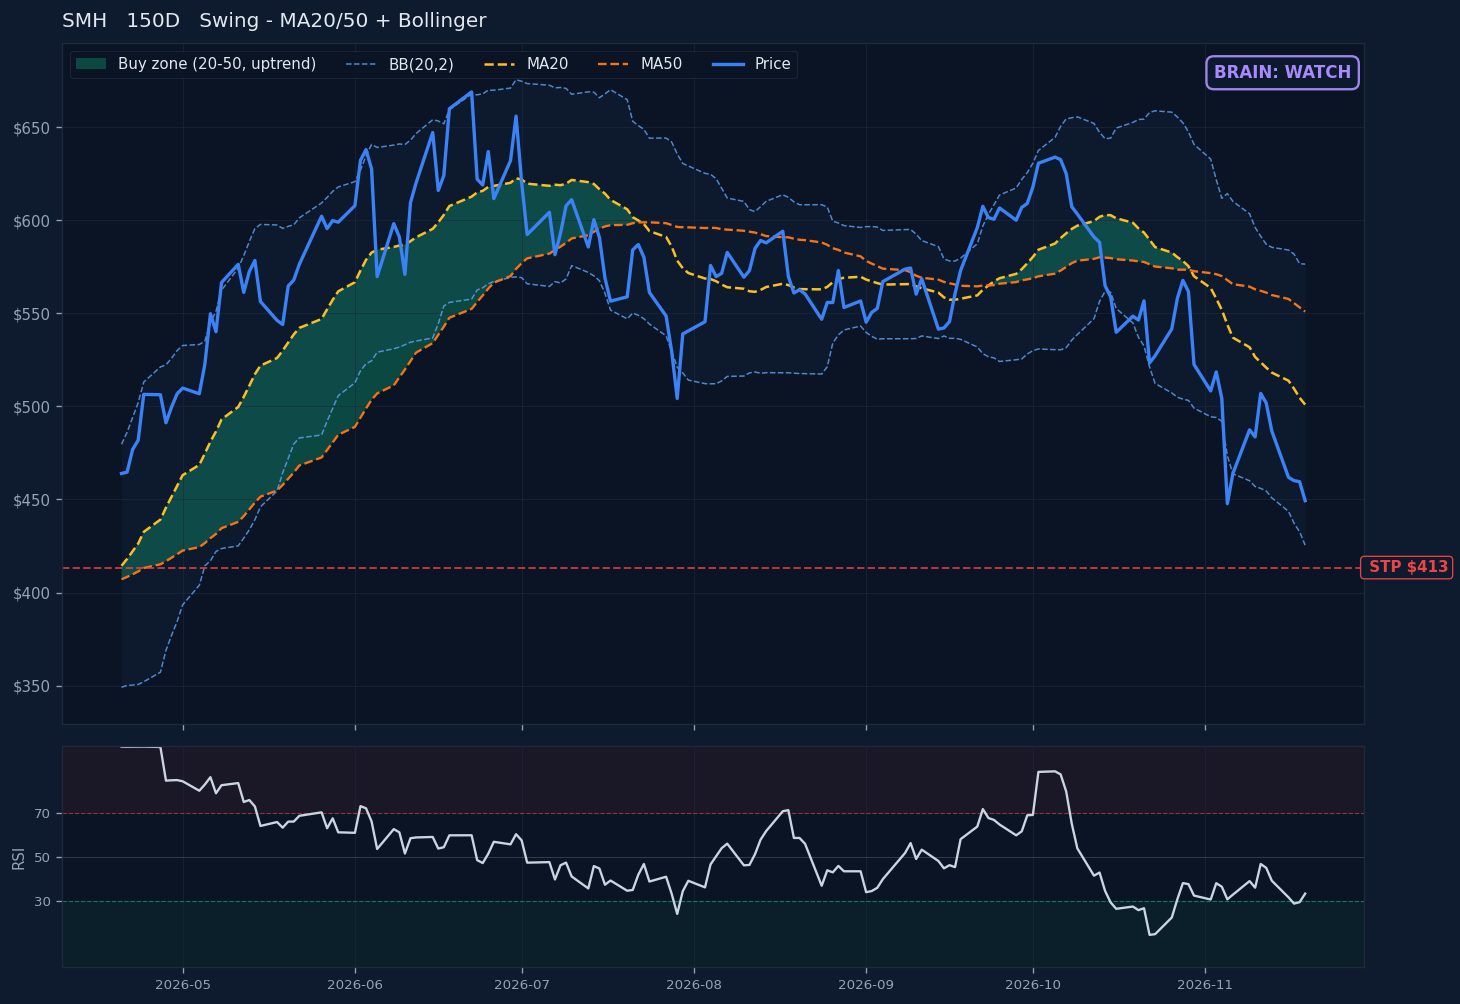 SMH 150D Swing - MA20/50 + Bollinger
Buy zone (20-50, uptrend) BB(20,2) MA20 MA50 Price
BRAIN: WATCH
$650
$600
$550
$500
$450
STP $413
$400
$350
70
50
30
RSI
2026-05 2026-06 2026-07 2026-08 2026-09 2026-10 2026-11